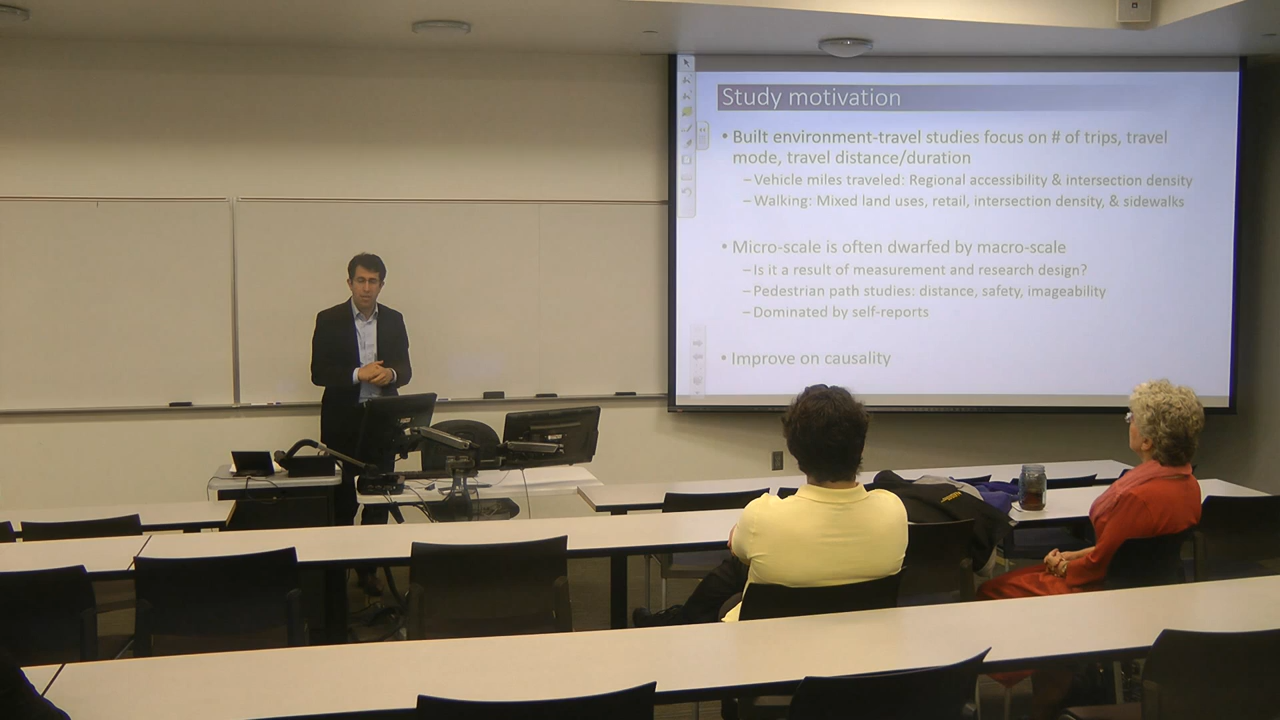 Study motivation
• Built environment-travel studies focus on # of trips, travel
mode, travel distance/duration
– Vehicle miles traveled: Regional accessibility & intersection density
– Walking: Mixed land uses, retail, intersection density, & sidewalks
• Micro-scale is often dwarfed by macro-scale
– Is it a result of measurement and research design?
– Pedestrian path studies: distance, safety, imageability
– Dominated by self-reports
• Improve on causality